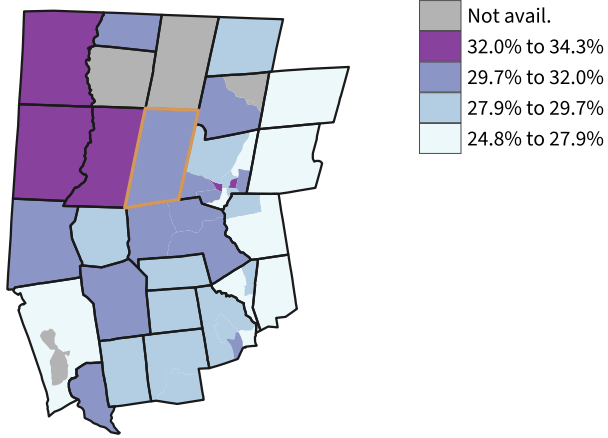 Not avail.
32.0% to 34.3%
29.7% to 32.0%
27.9% to 29.7%
24.8% to 27.9%